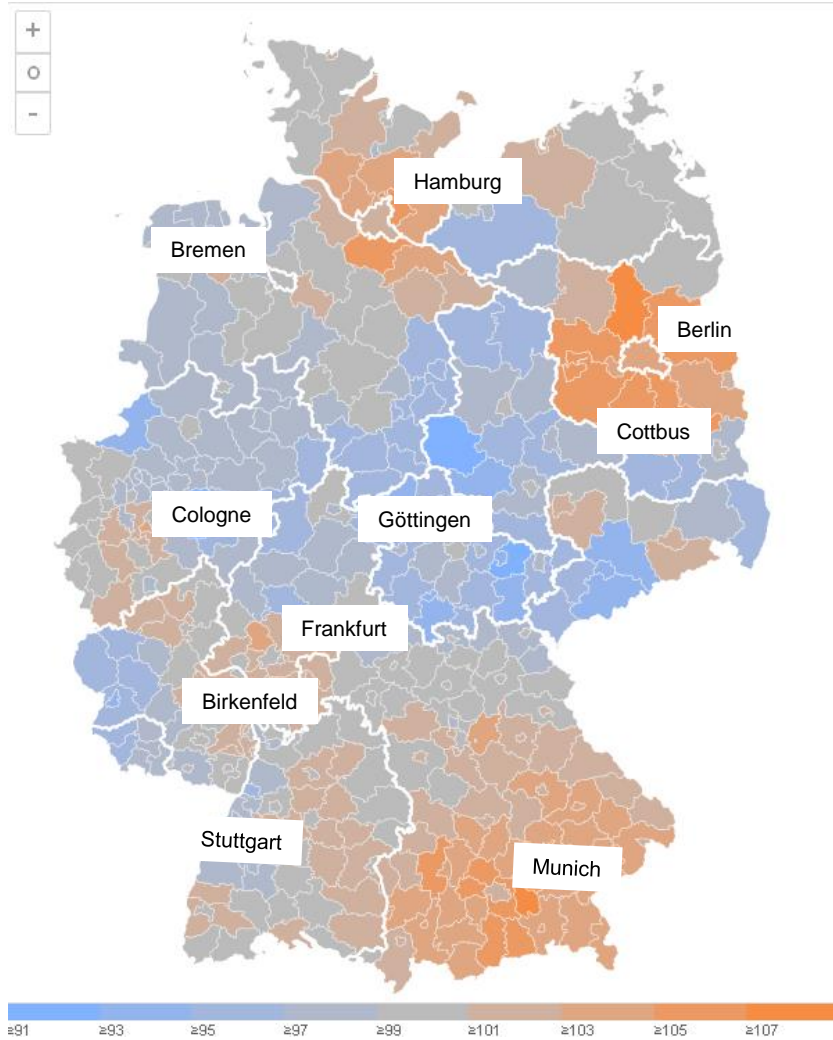 +
o
-
Hamburg
Bremen
Berlin
Cottbus
Cologne
Göttingen
Frankfurt
Birkenfeld
Stuttgart
Munich
≥91 ≥93 ≥95 ≥97 ≥99 ≥101 ≥103 ≥105 ≥107